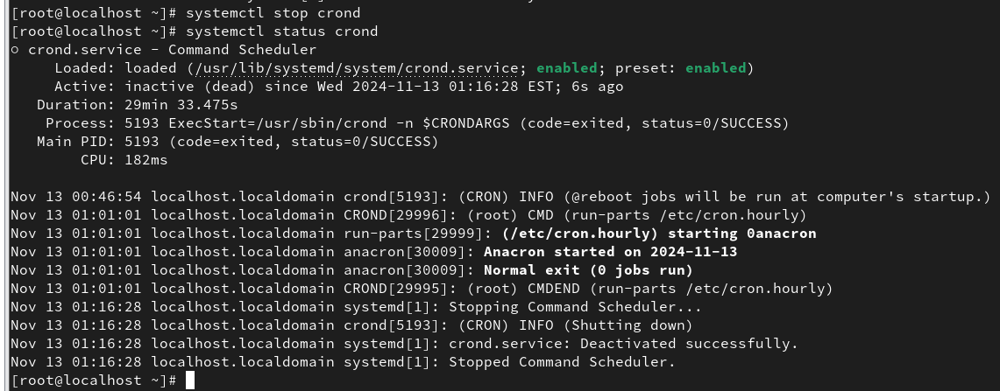 [root@localhost ~]# systemctl stop crond
[root@localhost ~]# systemctl status crond
○ crond.service - Command Scheduler
     Loaded: loaded (/usr/lib/systemd/system/crond.service; enabled; preset: enabled)
     Active: inactive (dead) since Wed 2024-11-13 01:16:28 EST; 6s ago
   Duration: 29min 33.475s
    Process: 5193 ExecStart=/usr/sbin/crond -n $CRONDARGS (code=exited, status=0/SUCCESS)
   Main PID: 5193 (code=exited, status=0/SUCCESS)
        CPU: 182ms

Nov 13 00:46:54 localhost.localdomain crond[5193]: (CRON) INFO (@reboot jobs will be run at computer's startup.)
Nov 13 01:01:01 localhost.localdomain CROND[29996]: (root) CMD (run-parts /etc/cron.hourly)
Nov 13 01:01:01 localhost.localdomain run-parts[29999]: (/etc/cron.hourly) starting 0anacron
Nov 13 01:01:01 localhost.localdomain anacron[30009]: Anacron started on 2024-11-13
Nov 13 01:01:01 localhost.localdomain anacron[30009]: Normal exit (0 jobs run)
Nov 13 01:01:01 localhost.localdomain CROND[29995]: (root) CMDEND (run-parts /etc/cron.hourly)
Nov 13 01:16:28 localhost.localdomain systemd[1]: Stopping Command Scheduler...
Nov 13 01:16:28 localhost.localdomain crond[5193]: (CRON) INFO (Shutting down)
Nov 13 01:16:28 localhost.localdomain systemd[1]: crond.service: Deactivated successfully.
Nov 13 01:16:28 localhost.localdomain systemd[1]: Stopped Command Scheduler.
[root@localhost ~]#